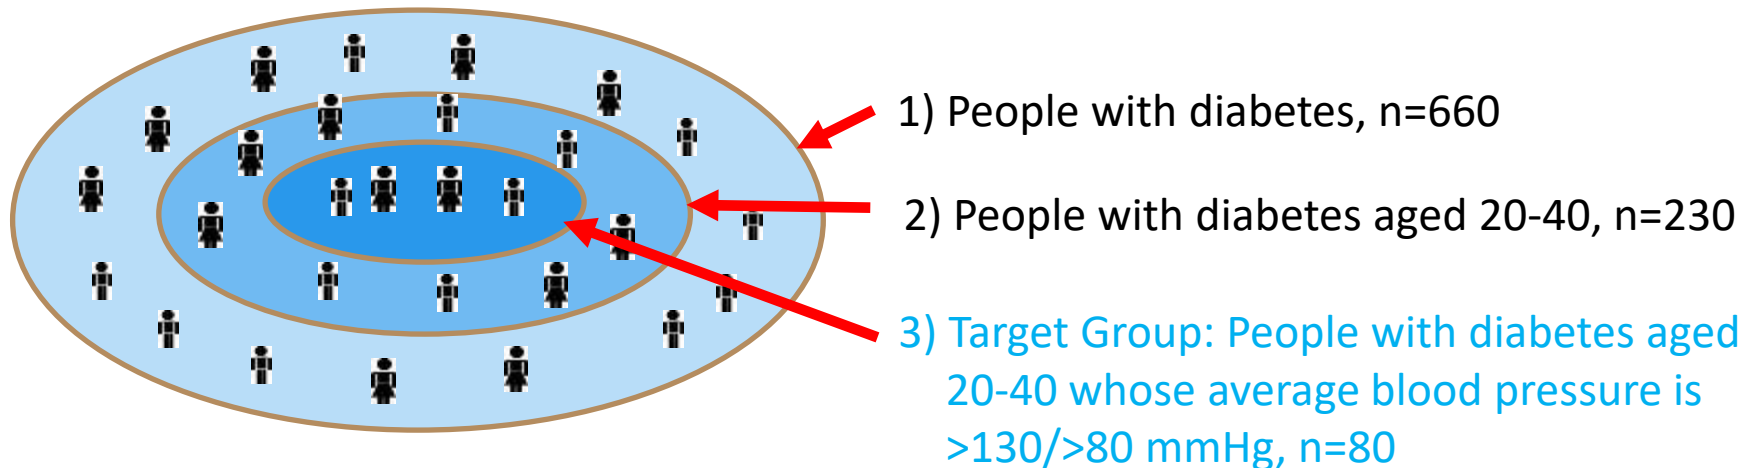 1) People with diabetes, n=660
2) People with diabetes aged 20-40, n=230
3) Target Group: People with diabetes aged
20-40 whose average blood pressure is
>130/>80 mmHg, n=80